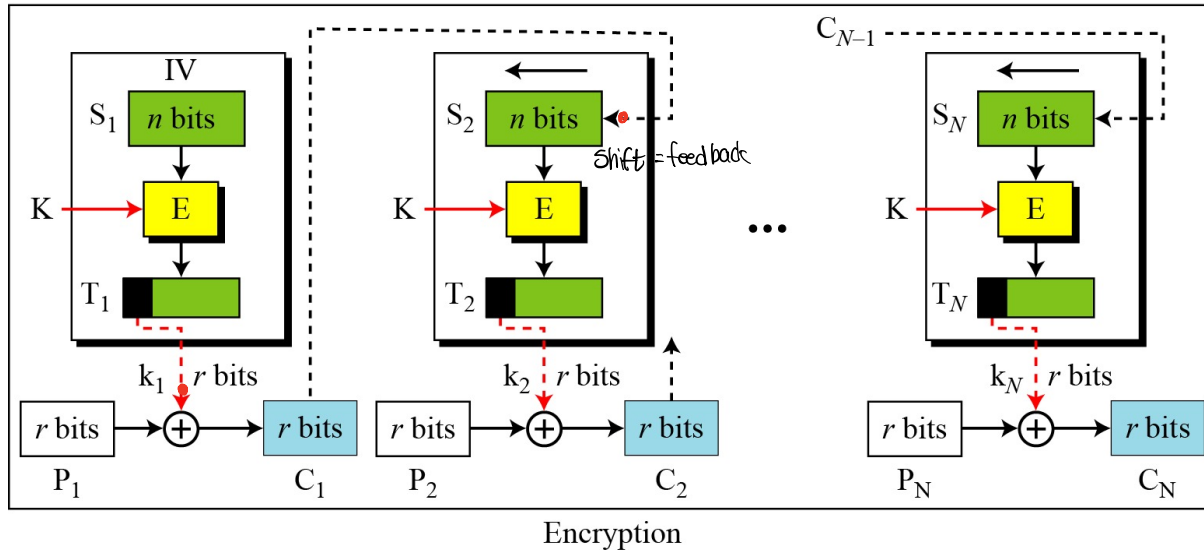 C_{N–1}
IV
S_1 n bits
S_2 n bits
S_N n bits
shift = feedback
K E
K E
K E
...
T_1
T_2
T_N
k_1 r bits
k_2 r bits
k_N r bits
r bits + r bits
r bits + r bits
r bits + r bits
P_1 C_1
P_2 C_2
P_N C_N
Encryption